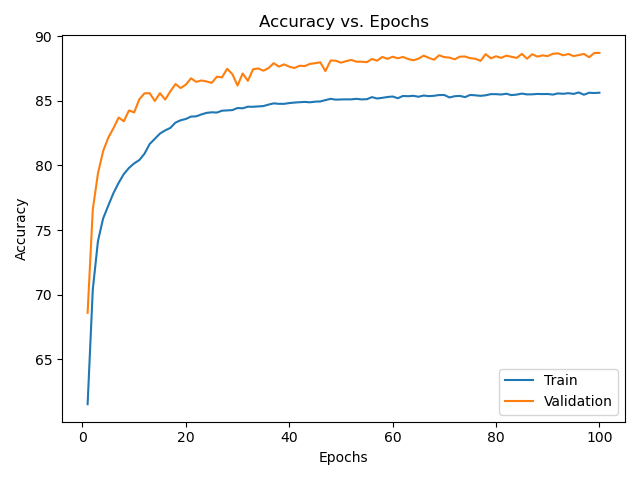 Accuracy vs. Epochs
90
85
80
75
70
65
Accuracy
0 20 40 60 80 100
Epochs
Train
Validation